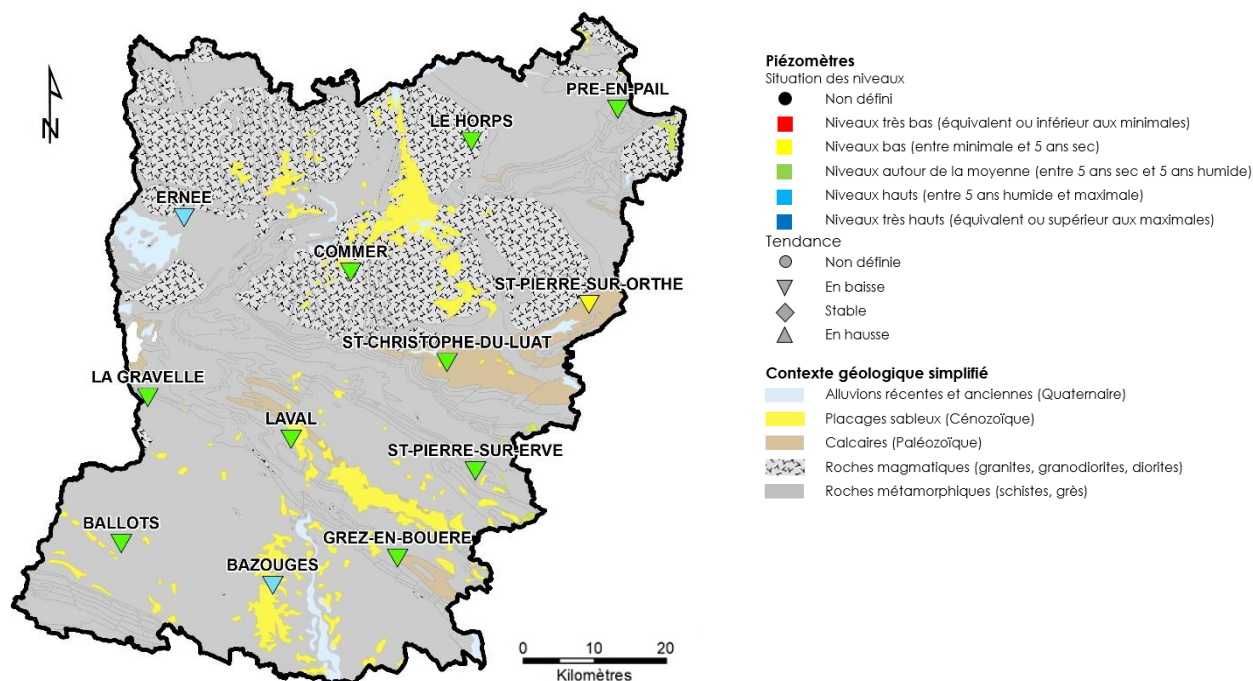 N
PRE-EN-PAIL
LE HORPS
ERNEE
COMMER
ST-PIERRE-SUR-ORTHE
ST-CHRISTOPHE-DU-LUAT
LA GRAVELLE
LAVAL
ST-PIERRE-SUR-ERVE
BALLOTS
GREZ-EN-BOUERE
BAZOUGES
0 10 20
Kilomètres
Piézomètres
Situation des niveaux
Non défini
Niveaux très bas (équivalent ou inférieur aux minimales)
Niveaux bas (entre minimale et 5 ans sec)
Niveaux autour de la moyenne (entre 5 ans sec et 5 ans humide)
Niveaux hauts (entre 5 ans humide et maximale)
Niveaux très hauts (équivalent ou supérieur aux maximales)
Tendance
Non définie
En baisse
Stable
En hausse
Contexte géologique simplifié
Alluvions récentes et anciennes (Quaternaire)
Placages sableux (Cénozoïque)
Calcaires (Paléozoïque)
Roches magmatiques (granites, granodiorites, diorites)
Roches métamorphiques (schistes, grès)